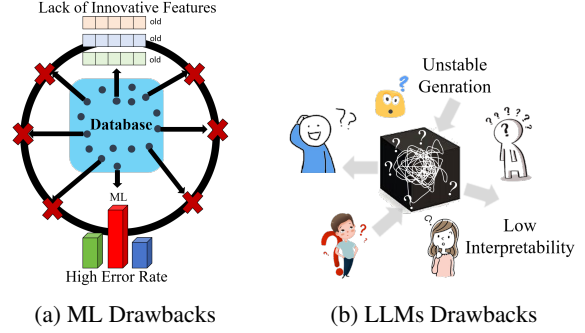 Lack of Innovative Features
old
old
old
Database
ML
High Error Rate
(a) ML Drawbacks
Unstable
Genration
?
? ?
? ? ? ? ? ? ?
?
? ? ? ? ?
Low
Interpretability
?
?
(b) LLMs Drawbacks